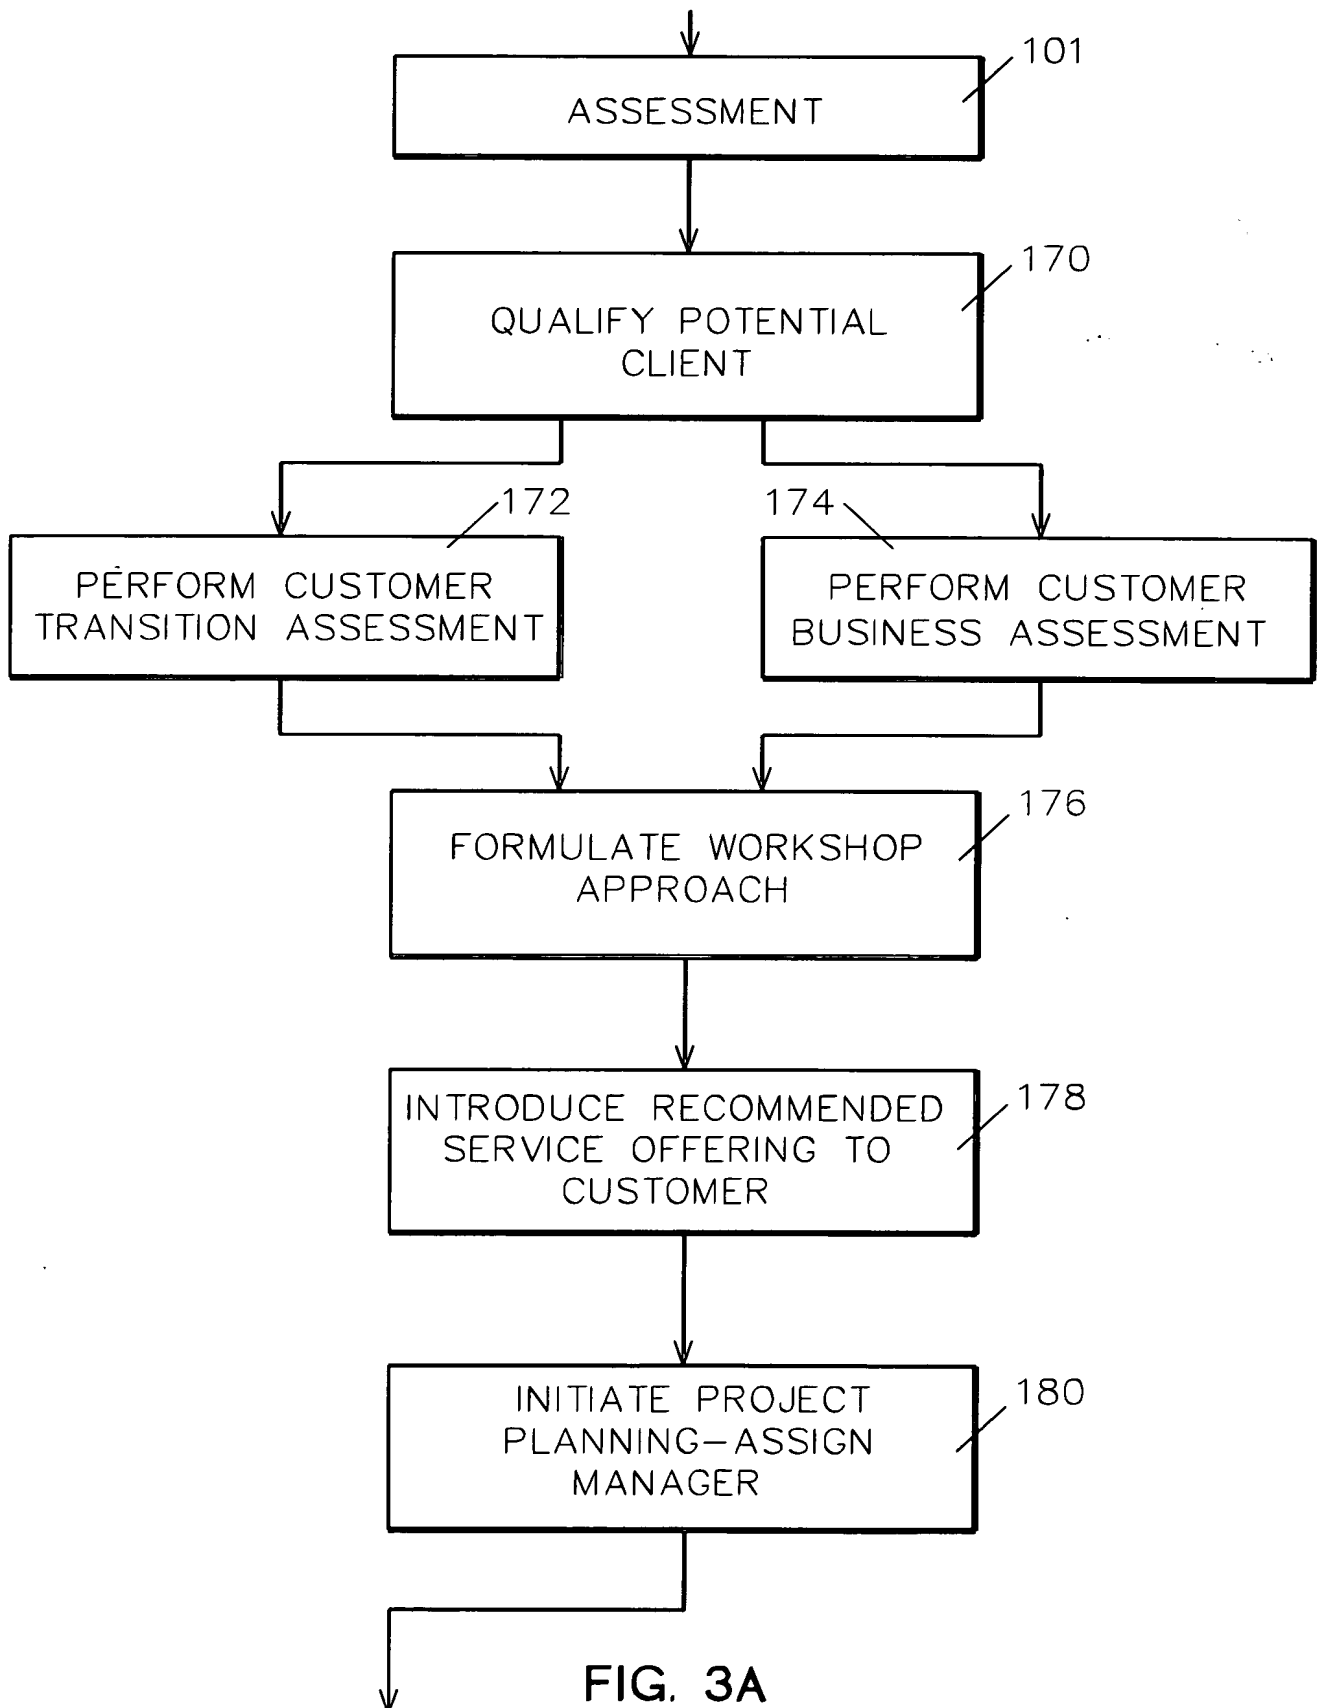 101
ASSESSMENT
170
QUALIFY POTENTIAL
CLIENT
172
PERFORM CUSTOMER
TRANSITION ASSESSMENT
174
PERFORM CUSTOMER
BUSINESS ASSESSMENT
176
FORMULATE WORKSHOP
APPROACH
178
INTRODUCE RECOMMENDED
SERVICE OFFERING TO
CUSTOMER
180
INITIATE PROJECT
PLANNING–ASSIGN
MANAGER
FIG. 3A